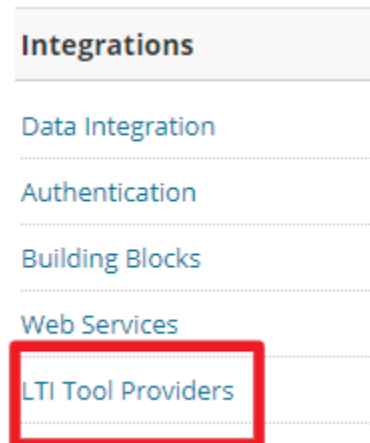 Integrations
Data Integration
Authentication
Building Blocks
Web Services
LTI Tool Providers